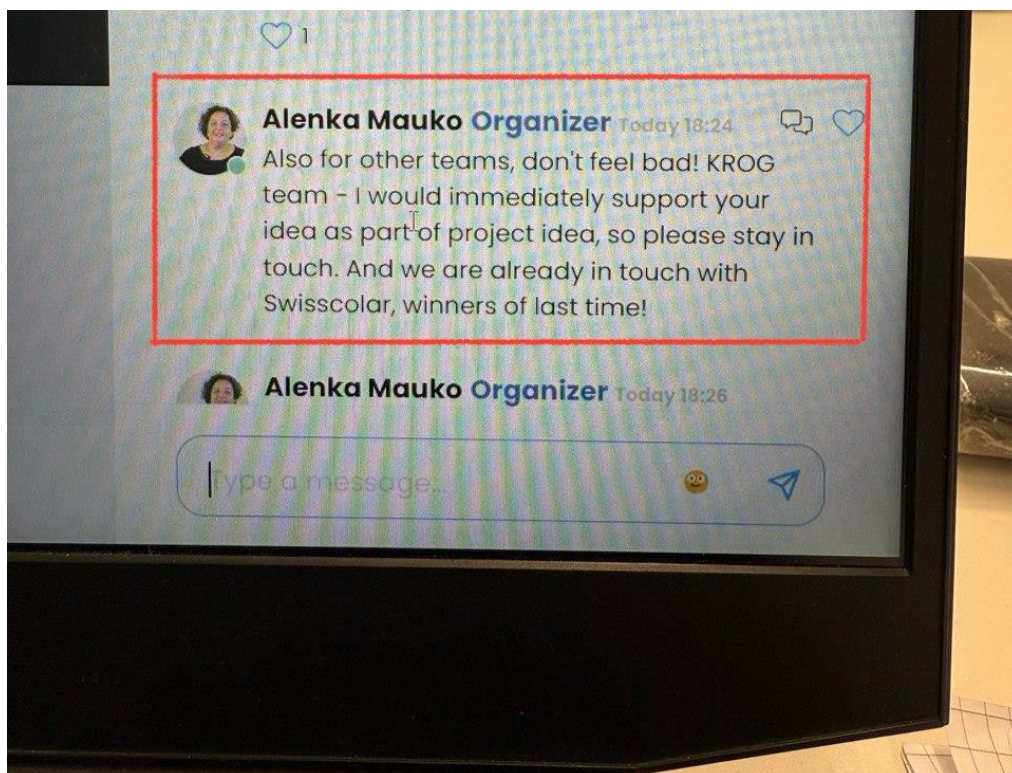 1
Alenka Mauko Organizer Today 18:24
Also for other teams, don't feel bad! KROG
team - I would immediately support your
idea as part of project idea, so please stay in
touch. And we are already in touch with
Swisscolar, winners of last time!
Alenka Mauko Organizer Today 18:26
Type a message...